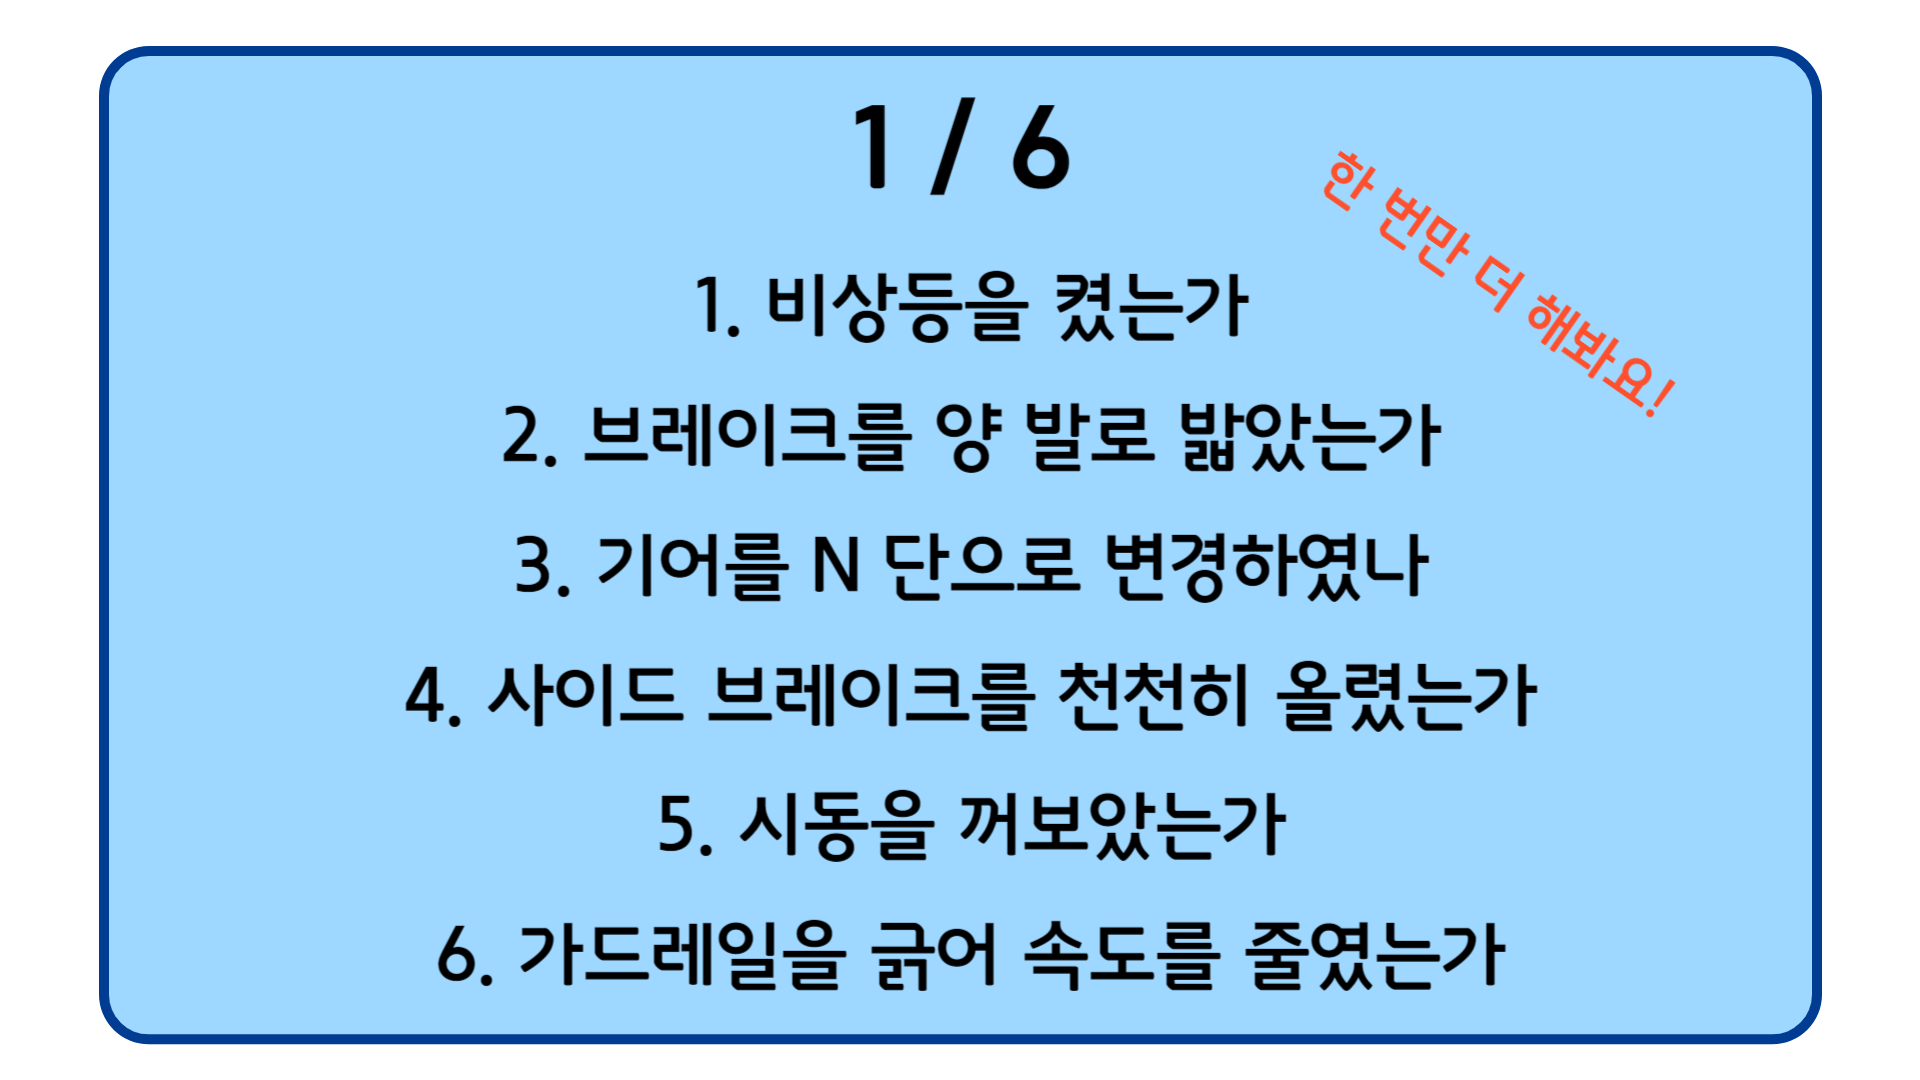 1 / 6
한 번만 더 해봐요!
1. 비상등을 켰는가
2. 브레이크를 양 발로 밟았는가
3. 기어를 N 단으로 변경하였나
4. 사이드 브레이크를 천천히 올렸는가
5. 시동을 꺼보았는가
6. 가드레일을 긁어 속도를 줄였는가